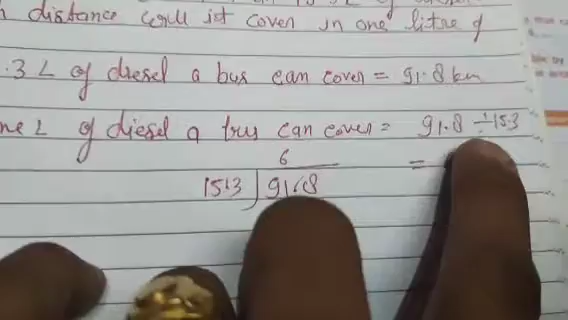 distance will it cover in one litre of
.3 L of diesel a bus can cover = 91.8 km
ne L of diesel a bus can cover = 91.8 ÷ 15.3
6 =
15.3 ) 91.8